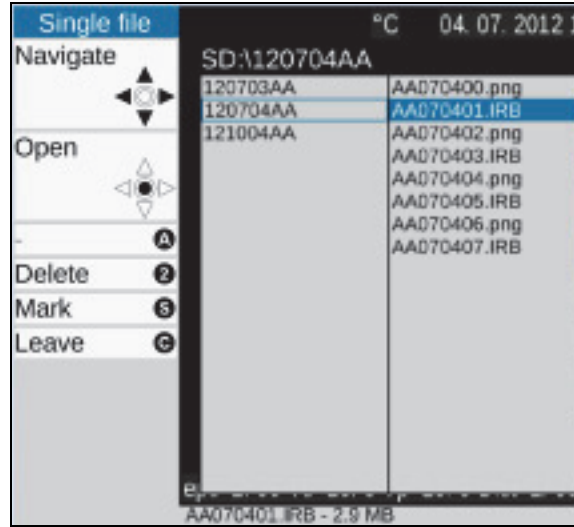 Single file
°C 04. 07. 2012
Navigate
SD:\120704AA
120703AA
120704AA
121004AA
AA070400.png
AA070401.IRB
AA070402.png
AA070403.IRB
AA070404.png
AA070405.IRB
AA070406.png
AA070407.IRB
Open
- A
Delete 2
Mark S
Leave C
AA070401.IRB - 2.9 MB